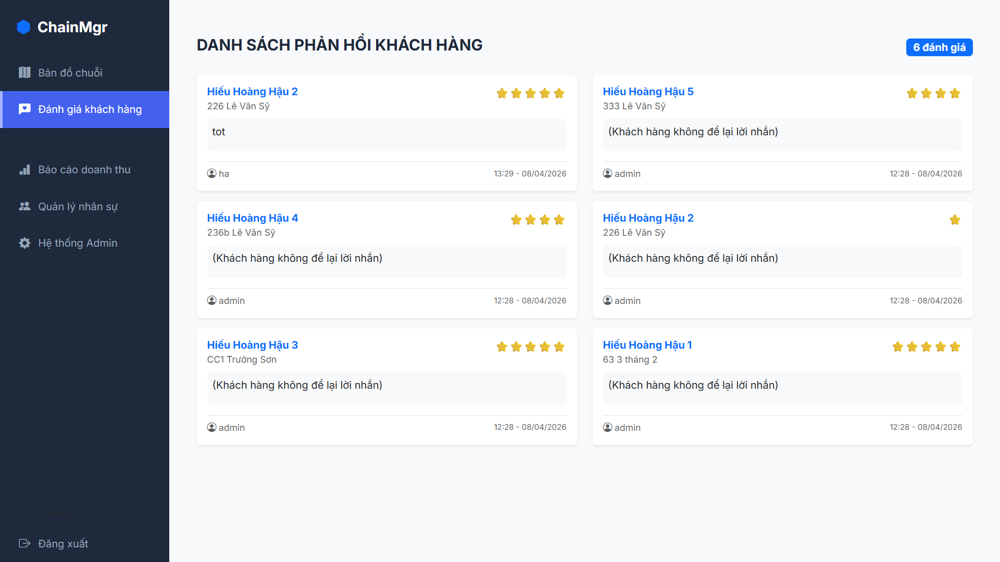 ChainMgr
Bản đồ chuỗi
Đánh giá khách hàng
Báo cáo doanh thu
Quản lý nhân sự
Hệ thống Admin
Đăng xuất
DANH SÁCH PHẢN HỒI KHÁCH HÀNG
6 đánh giá
Hiếu Hoàng Hậu 2
226 Lê Văn Sỹ
tot
ha
13:29 - 08/04/2026
Hiếu Hoàng Hậu 5
333 Lê Văn Sỹ
(Khách hàng không để lại lời nhắn)
admin
12:28 - 08/04/2026
Hiếu Hoàng Hậu 4
236b Lê Văn Sỹ
(Khách hàng không để lại lời nhắn)
admin
12:28 - 08/04/2026
Hiếu Hoàng Hậu 2
226 Lê Văn Sỹ
(Khách hàng không để lại lời nhắn)
admin
12:28 - 08/04/2026
Hiếu Hoàng Hậu 3
CC1 Trường Sơn
(Khách hàng không để lại lời nhắn)
admin
12:28 - 08/04/2026
Hiếu Hoàng Hậu 1
63 3 tháng 2
(Khách hàng không để lại lời nhắn)
admin
12:28 - 08/04/2026